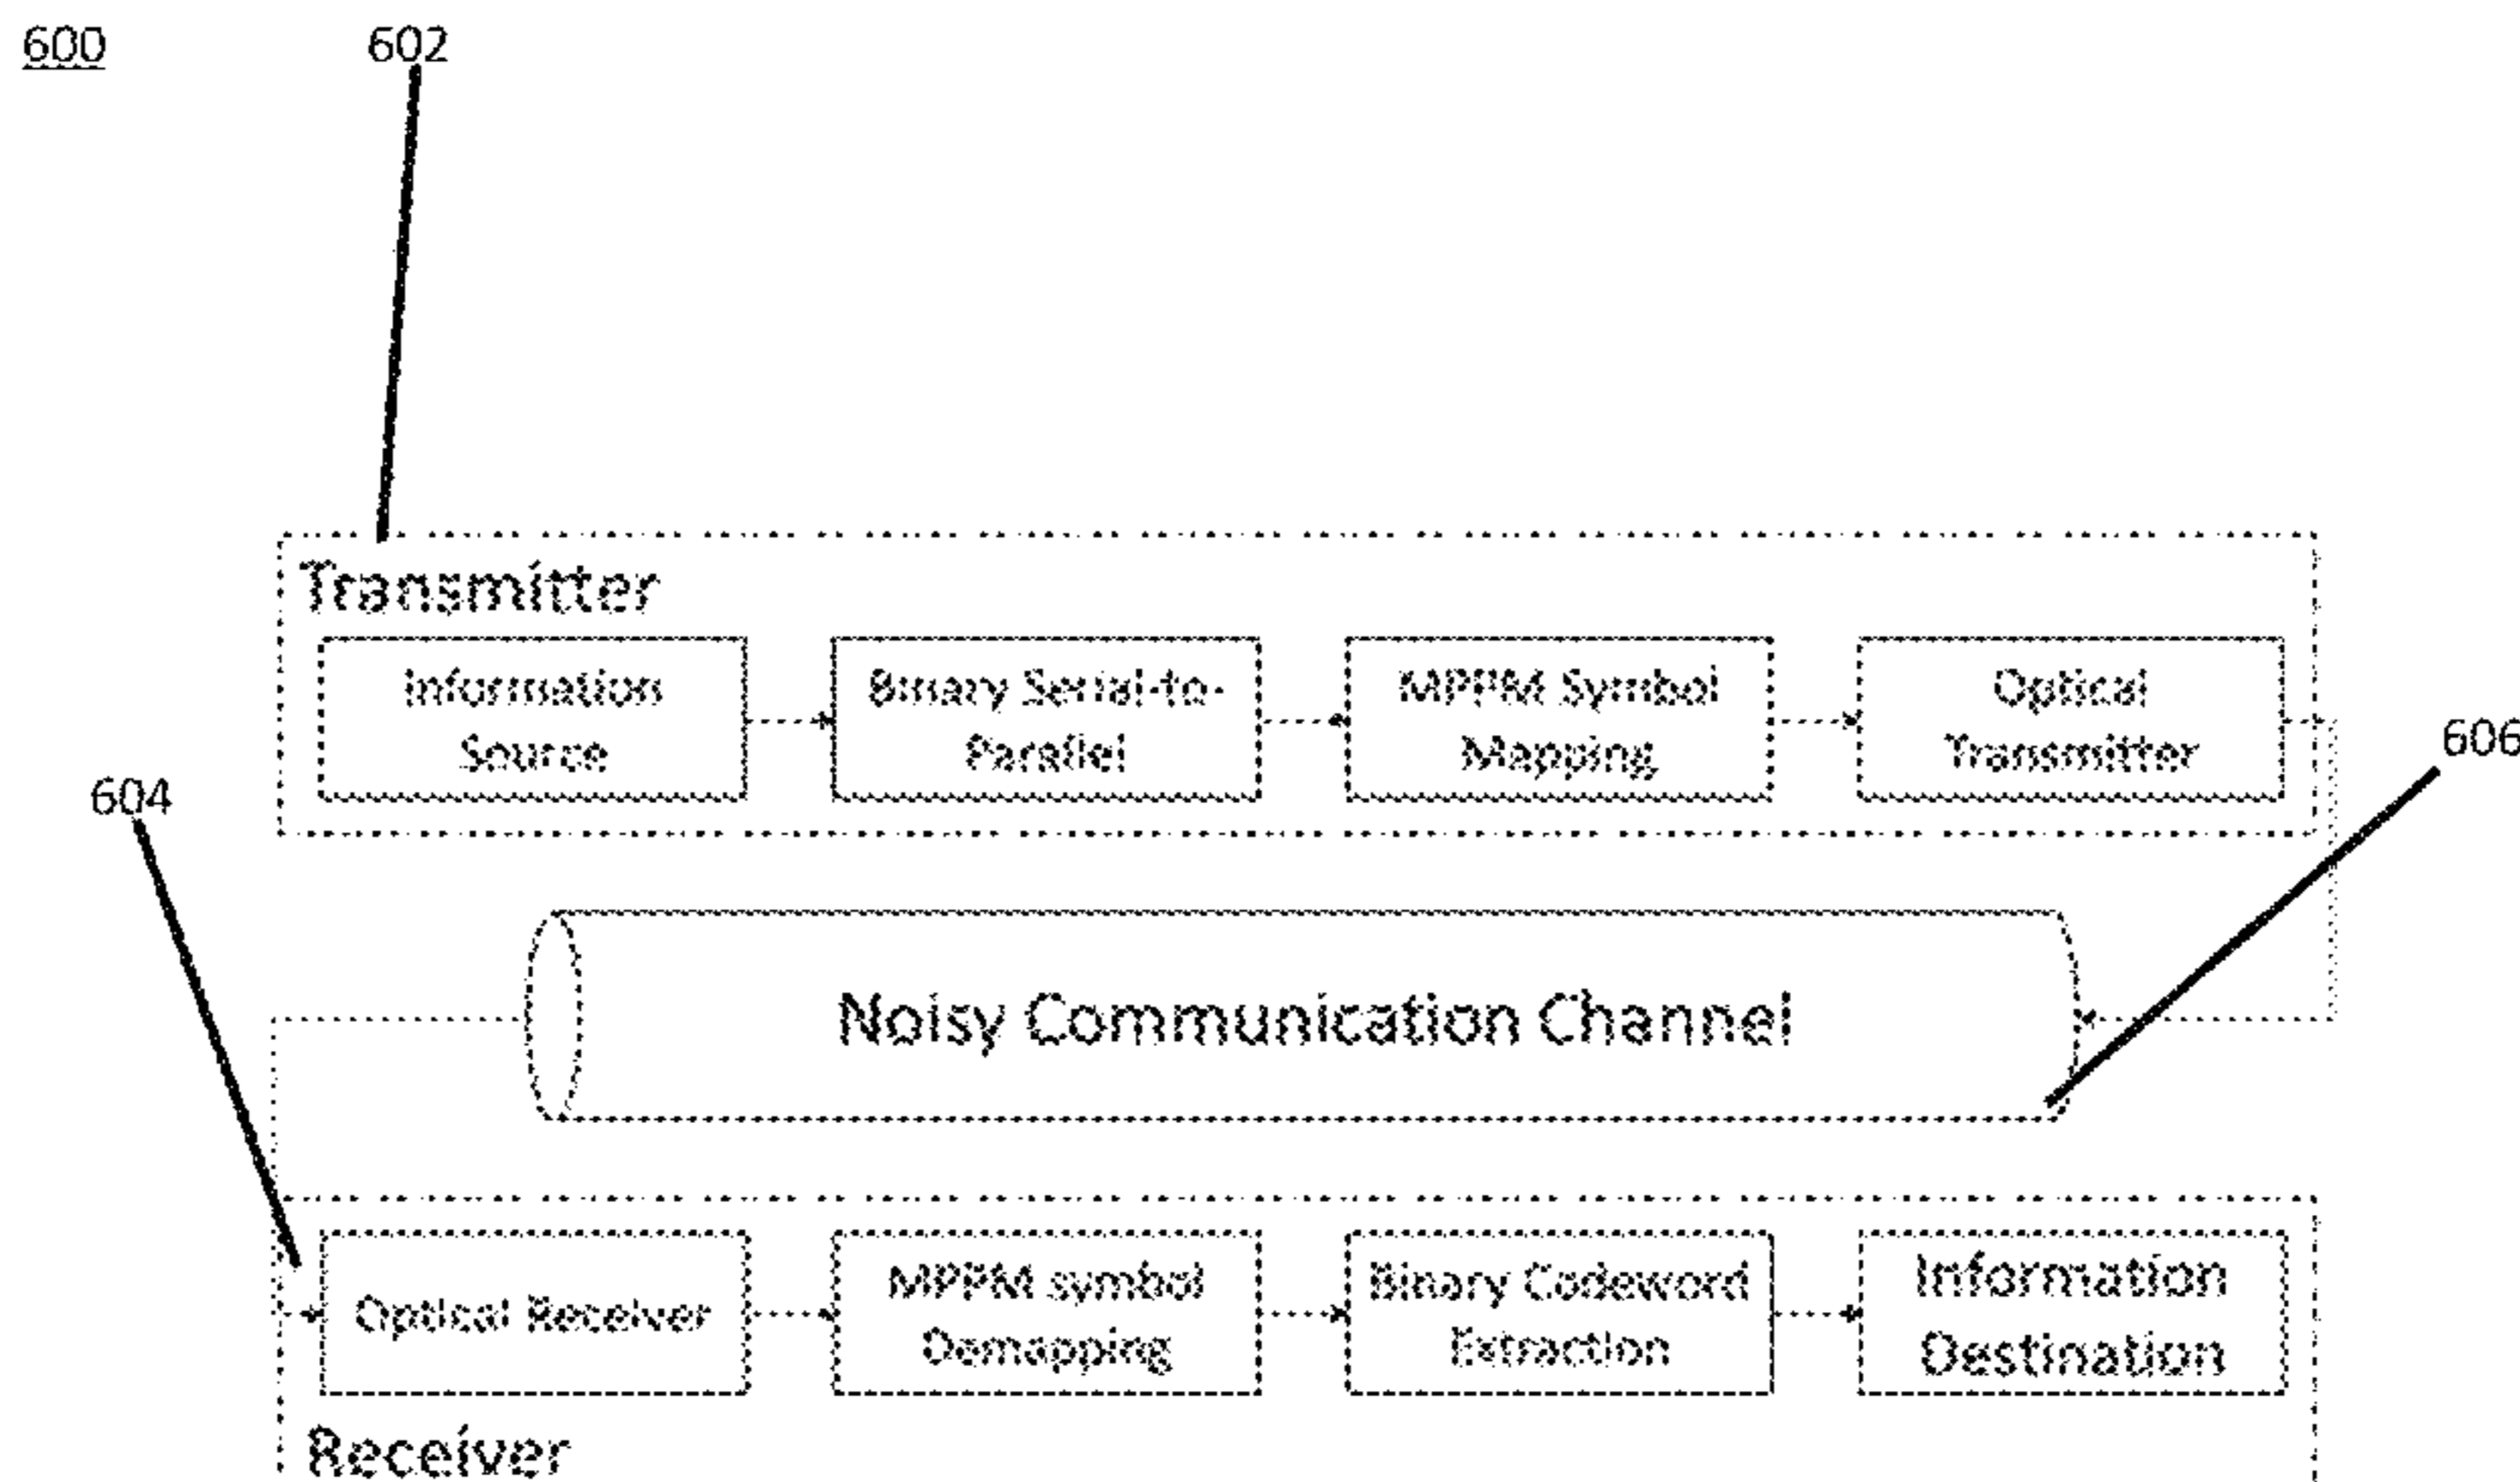 600
602
Transmitter
Information
Source
Binary Serial-to-
Parallel
MPPM Symbol
Mapping
Optical
Transmitter
604
606
Noisy Communication Channel
Optical Receiver
MPPM symbol
Demapping
Binary Codeword
Extraction
Information
Destination
Receiver